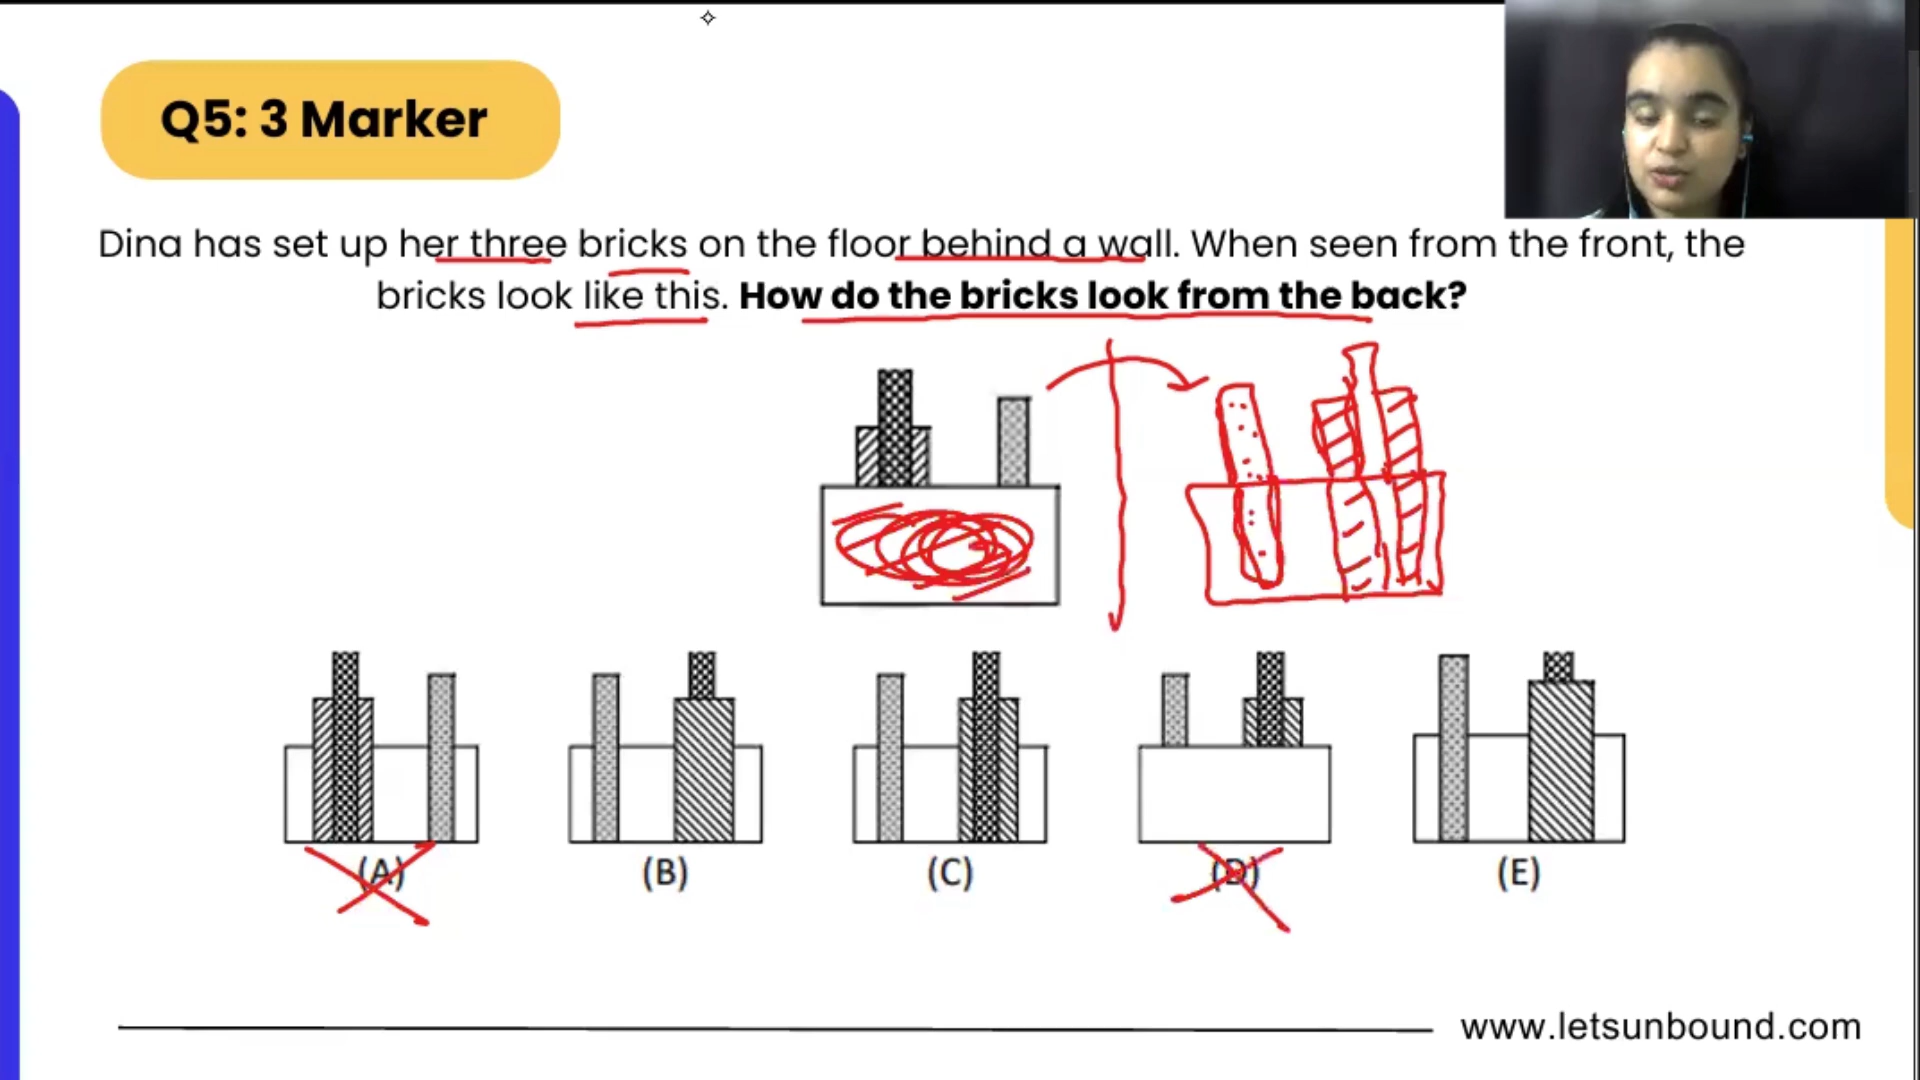 Q5: 3 Marker
Dina has set up her three bricks on the floor behind a wall. When seen from the front, the
bricks look like this. How do the bricks look from the back?
(A) (B) (C) (D) (E)
www.letsunbound.com